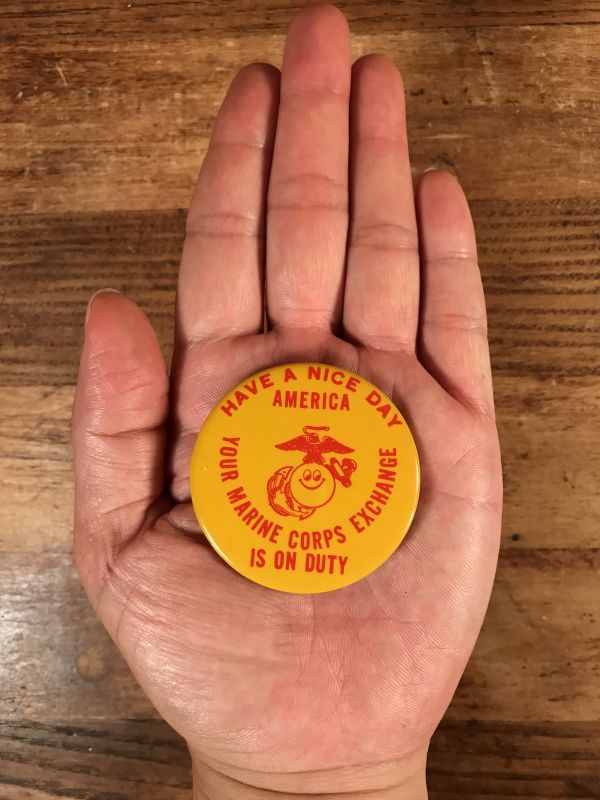 HAVE A NICE DAY
AMERICA
YOUR MARINE CORPS EXCHANGE
IS ON DUTY